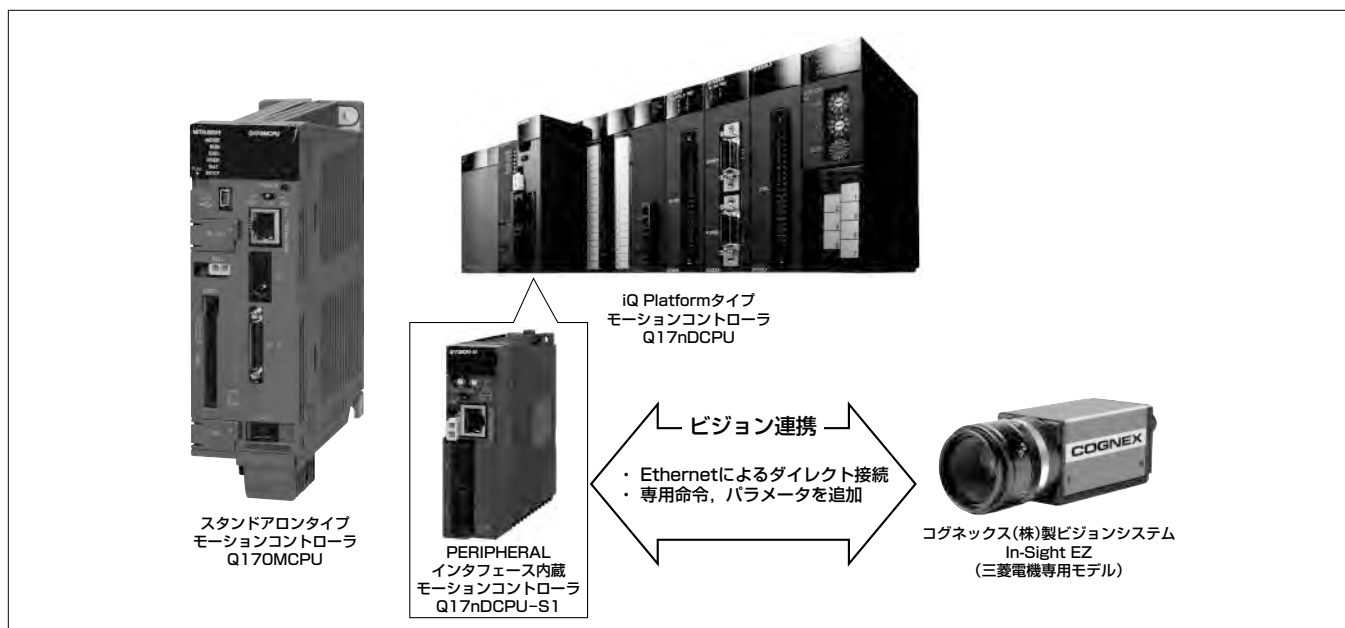 MITSUBISHI
Q170MCPU
MODE
RUN
スタンドアロンタイプ
モーションコントローラ
Q170MCPU
iQ Platformタイプ
モーションコントローラ
Q17nDCPU
PERIPHERAL
インタフェース内蔵
モーションコントローラ
Q17nDCPU-S1
ビジョン連携
・ Ethernetによるダイレクト接続
・ 専用命令，パラメータを追加
COGNEX
コグネックス(株)製ビジョンシステム
In-Sight EZ
(三菱電機専用モデル)